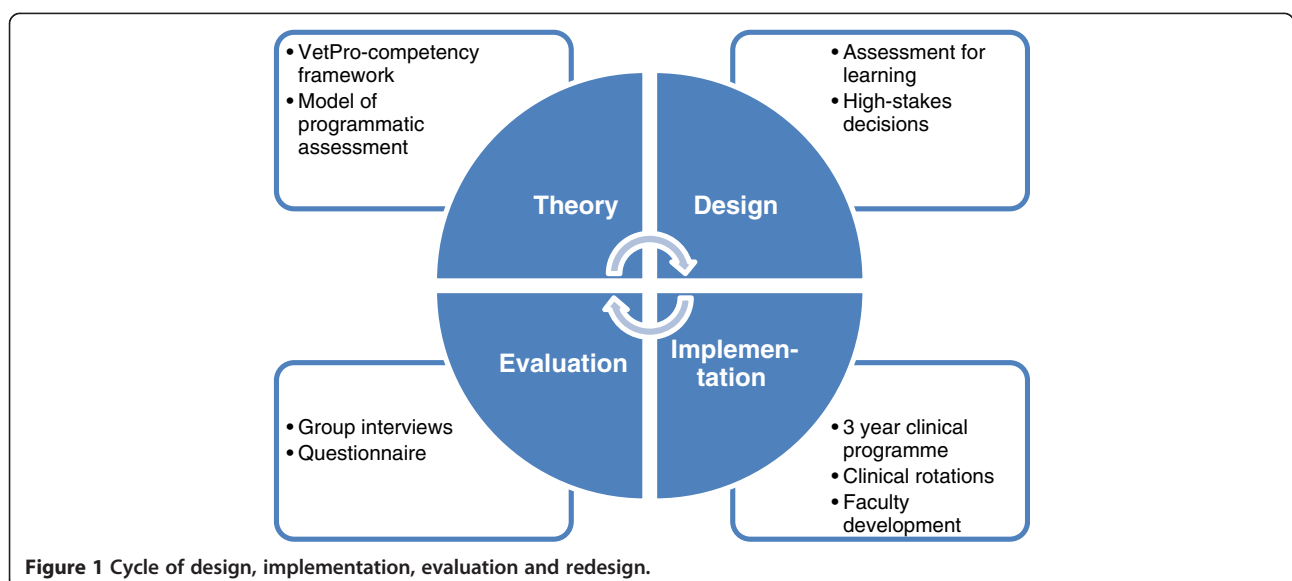 • VetPro-competency
framework
• Model of
programmatic
assessment
• Assessment for
learning
• High-stakes
decisions
Theory
Design
Evaluation
Implemen-
tation
• Group interviews
• Questionnaire
• 3 year clinical
programme
• Clinical rotations
• Faculty
development
Figure 1 Cycle of design, implementation, evaluation and redesign.